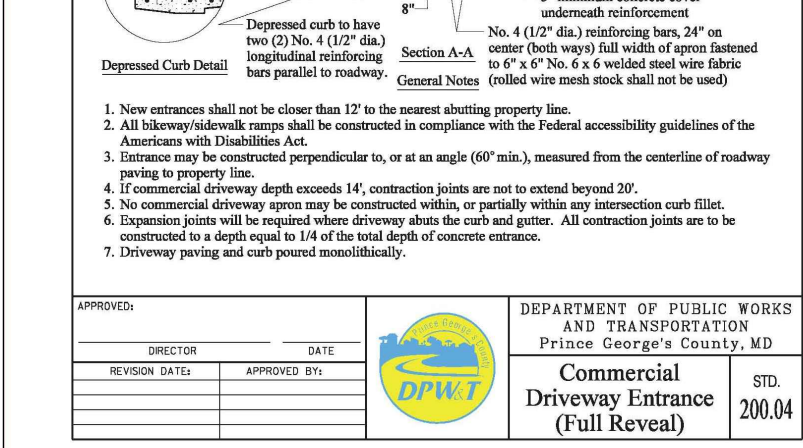 8"
underneath reinforcement
Depressed curb to have
two (2) No. 4 (1/2" dia.)
longitudinal reinforcing
bars parallel to roadway.
Depressed Curb Detail
Section A-A
No. 4 (1/2" dia.) reinforcing bars, 24" on
center (both ways) full width of apron fastened
to 6" x 6" No. 6 x 6 welded steel wire fabric
(rolled wire mesh stock shall not be used)
General Notes
1. New entrances shall not be closer than 12' to the nearest abutting property line.
2. All bikeway/sidewalk ramps shall be constructed in compliance with the Federal accessibility guidelines of the
Americans with Disabilities Act.
3. Entrance may be constructed perpendicular to, or at an angle (60° min.), measured from the centerline of roadway
paving to property line.
4. If commercial driveway depth exceeds 14', contraction joints are not to extend beyond 20'.
5. No commercial driveway apron may be constructed within, or partially within any intersection curb fillet.
6. Expansion joints will be required where driveway abuts the curb and gutter. All contraction joints are to be
constructed to a depth equal to 1/4 of the total depth of concrete entrance.
7. Driveway paving and curb poured monolithically.
APPROVED:
DIRECTOR DATE
REVISION DATE: APPROVED BY:
Prince George's County
DPW&T
DEPARTMENT OF PUBLIC WORKS
AND TRANSPORTATION
Prince George's County, MD
Commercial
Driveway Entrance
(Full Reveal)
STD.
200.04